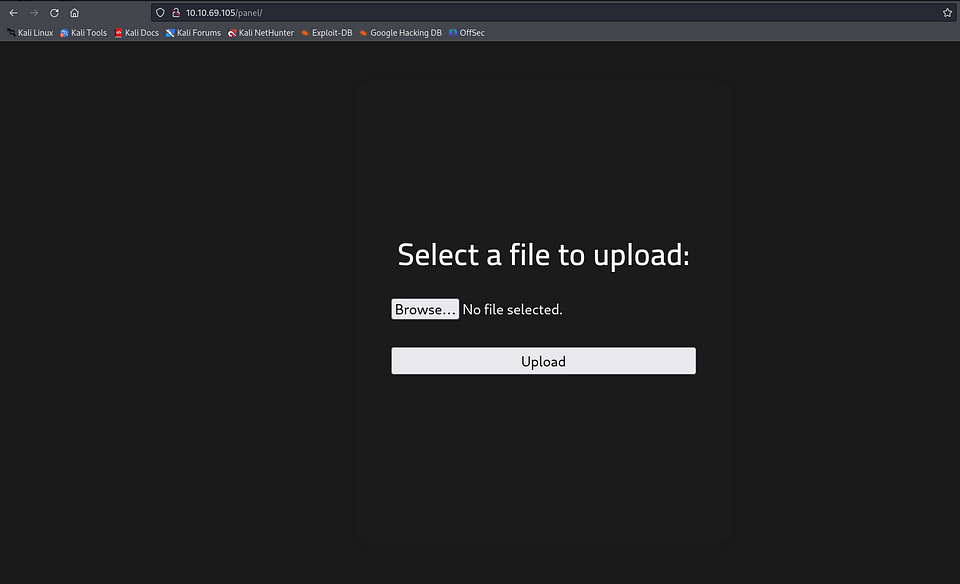 10.10.69.105/panel/
Kali Linux Kali Tools Kali Docs Kali Forums Kali NetHunter Exploit-DB Google Hacking DB OffSec
Select a file to upload:
Browse... No file selected.
Upload